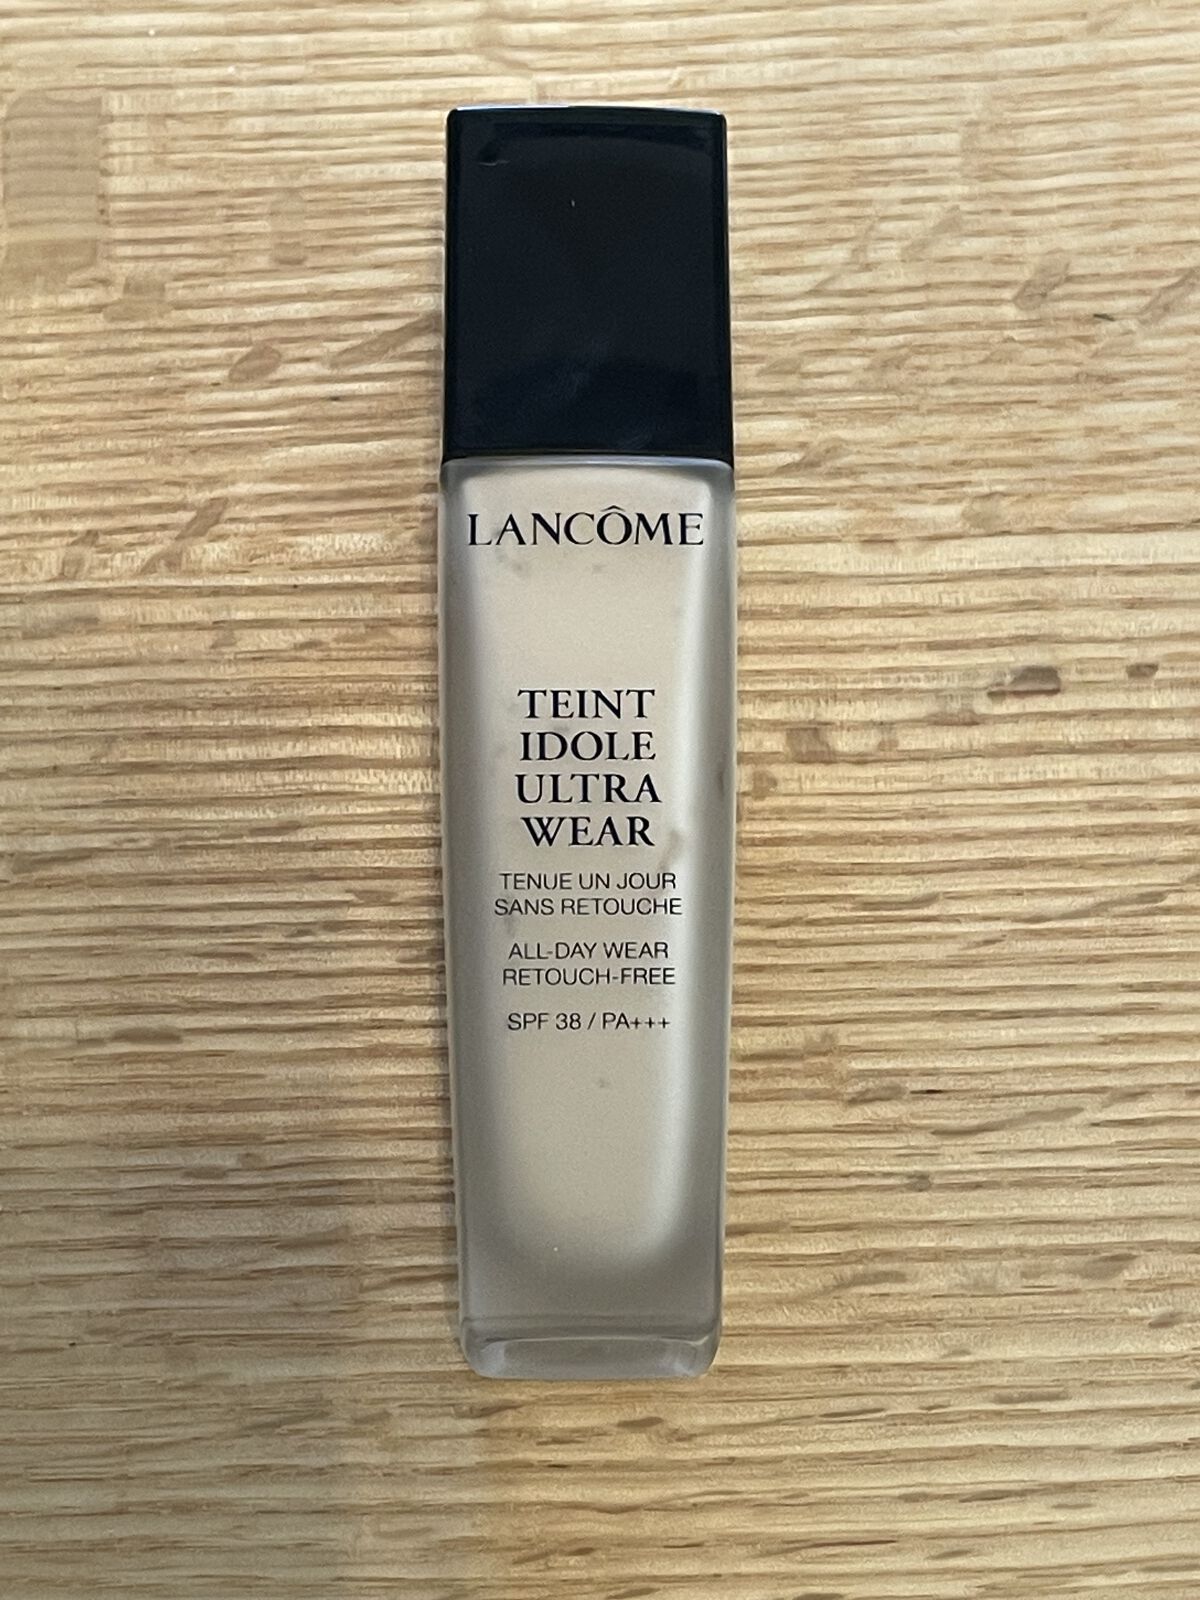 LANCÔME
TEINT
IDOLE
ULTRA
WEAR
TENUE UN JOUR
SANS RETOUCHE
ALL-DAY WEAR
RETOUCH-FREE
SPF 38 / PA+++